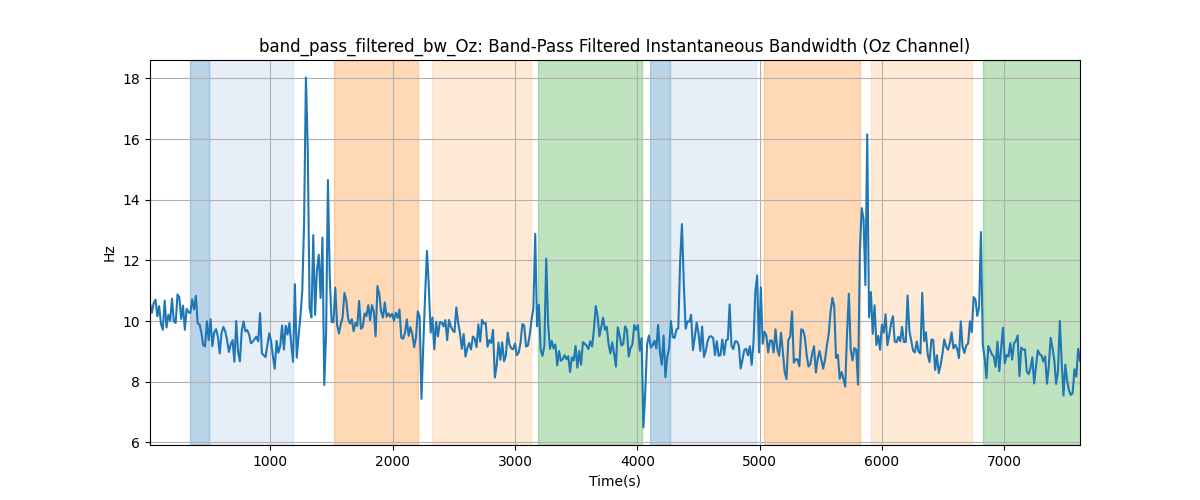 band_pass_filtered_bw_Oz: Band-Pass Filtered Instantaneous Bandwidth (Oz Channel)
18
16
14
12
10
8
6
Hz
1000 2000 3000 4000 5000 6000 7000
Time(s)